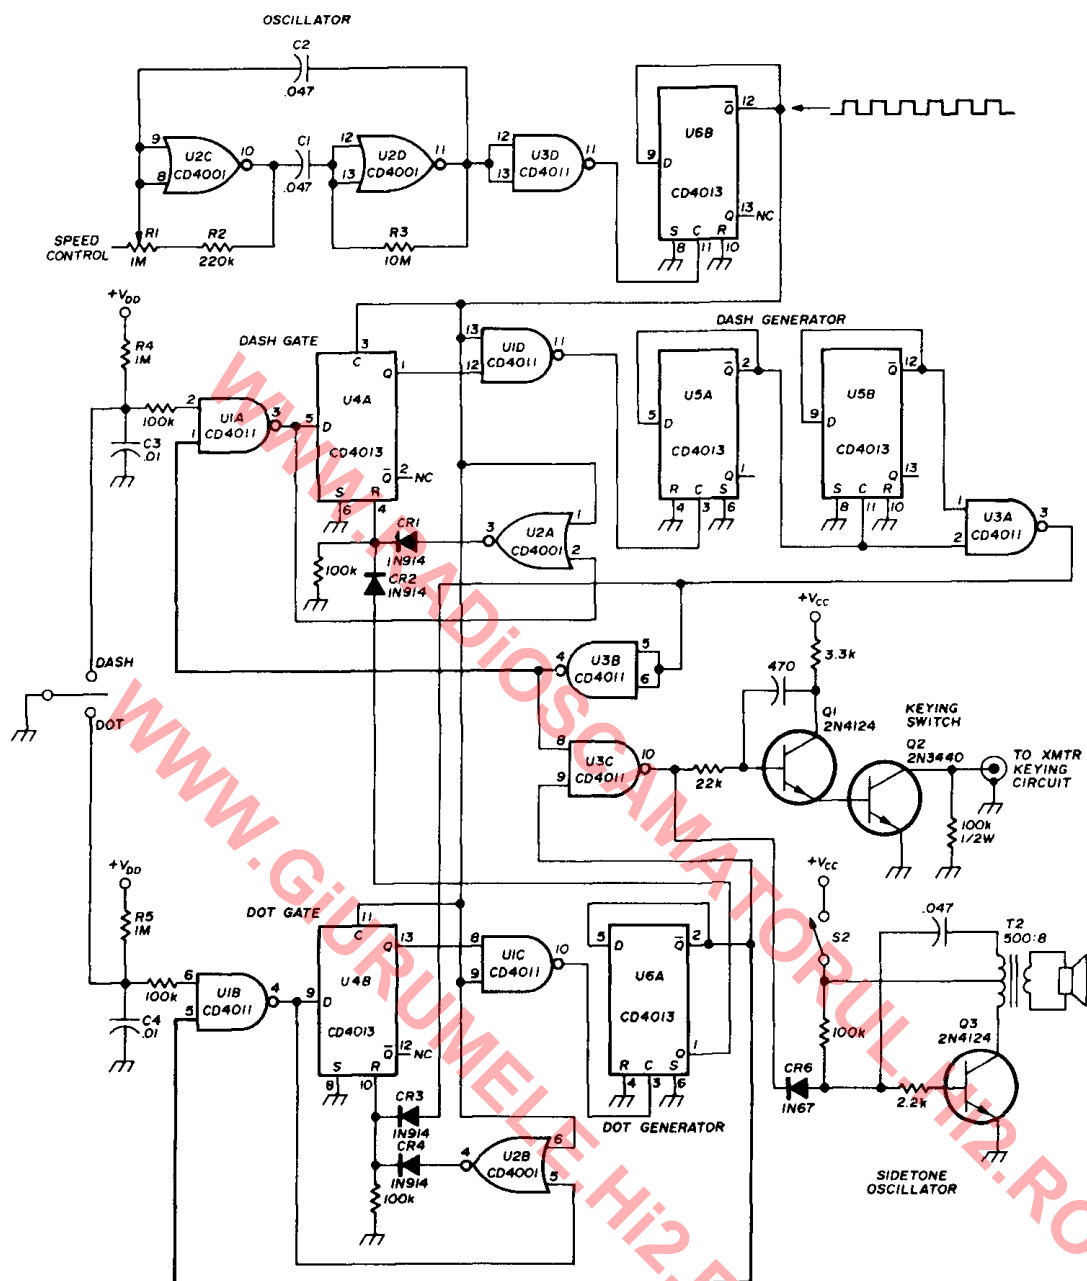 OSCILLATOR
C2
.047
9
8
U2C
CD4001
10
C1
.047
12
13
U2D
CD4001
11
12
13
U3D
CD4011
11
9
D
U6B
CD4013
Q̅ 12
Q 13 NC
S C R
8 11 10
SPEED
CONTROL
R1
1M
R2
220k
R3
10M
+VDD
R4
1M
DASH GATE
100k
C3
.01
2
1
U1A
CD4011
3
5
D
3
C
U4A
CD4013
Q 1
Q̅ 2 NC
S R
6 4
13
12
U1D
CD4011
11
DASH GENERATOR
5
D
U5A
CD4013
Q̅ 2
Q 1
R C S
4 3 6
9
D
U5B
CD4013
Q̅ 12
Q 13
S C R
8 11 10
1
2
U3A
CD4011
3
CR1
1N914
3
U2A
CD4001
1
2
100k
CR2
1N914
DASH
DOT
4
U3B
CD4011
5
6
8
9
U3C
CD4011
10
22k
470
+VCC
3.3k
Q1
2N4124
KEYING
SWITCH
Q2
2N3440
TO XMTR
KEYING
CIRCUIT
100k
1/2W
+VDD
R5
1M
DOT GATE
100k
C4
.01
6
5
U1B
CD4011
4
9
D
11
C
U4B
CD4013
Q 13
Q̅ 12 NC
S R
8 10
8
9
U1C
CD4011
10
5
D
U6A
CD4013
Q̅ 2
Q 1
R C S
4 3 6
DOT GENERATOR
CR3
1N914
CR4
1N914
4
U2B
CD4001
6
5
100k
+VCC
S2
.047
T2
500:8
100k
CR6
1N67
2.2k
Q3
2N4124
SIDETONE
OSCILLATOR
WWW.RADiOSCAMATORUL.Hi2.RO
WWW.GiURUMELE.Hi2.R